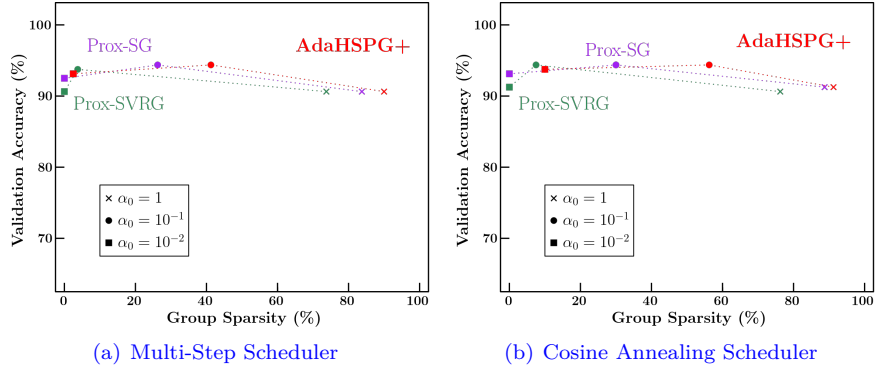 100
90
80
70
Validation Accuracy (%)
Prox-SG
AdaHSPG+
Prox-SVRG
α₀ = 1
α₀ = 10⁻¹
α₀ = 10⁻²
0 20 40 60 80 100
Group Sparsity (%)
(a) Multi-Step Scheduler
100
90
80
70
Validation Accuracy (%)
Prox-SG
AdaHSPG+
Prox-SVRG
α₀ = 1
α₀ = 10⁻¹
α₀ = 10⁻²
0 20 40 60 80 100
Group Sparsity (%)
(b) Cosine Annealing Scheduler